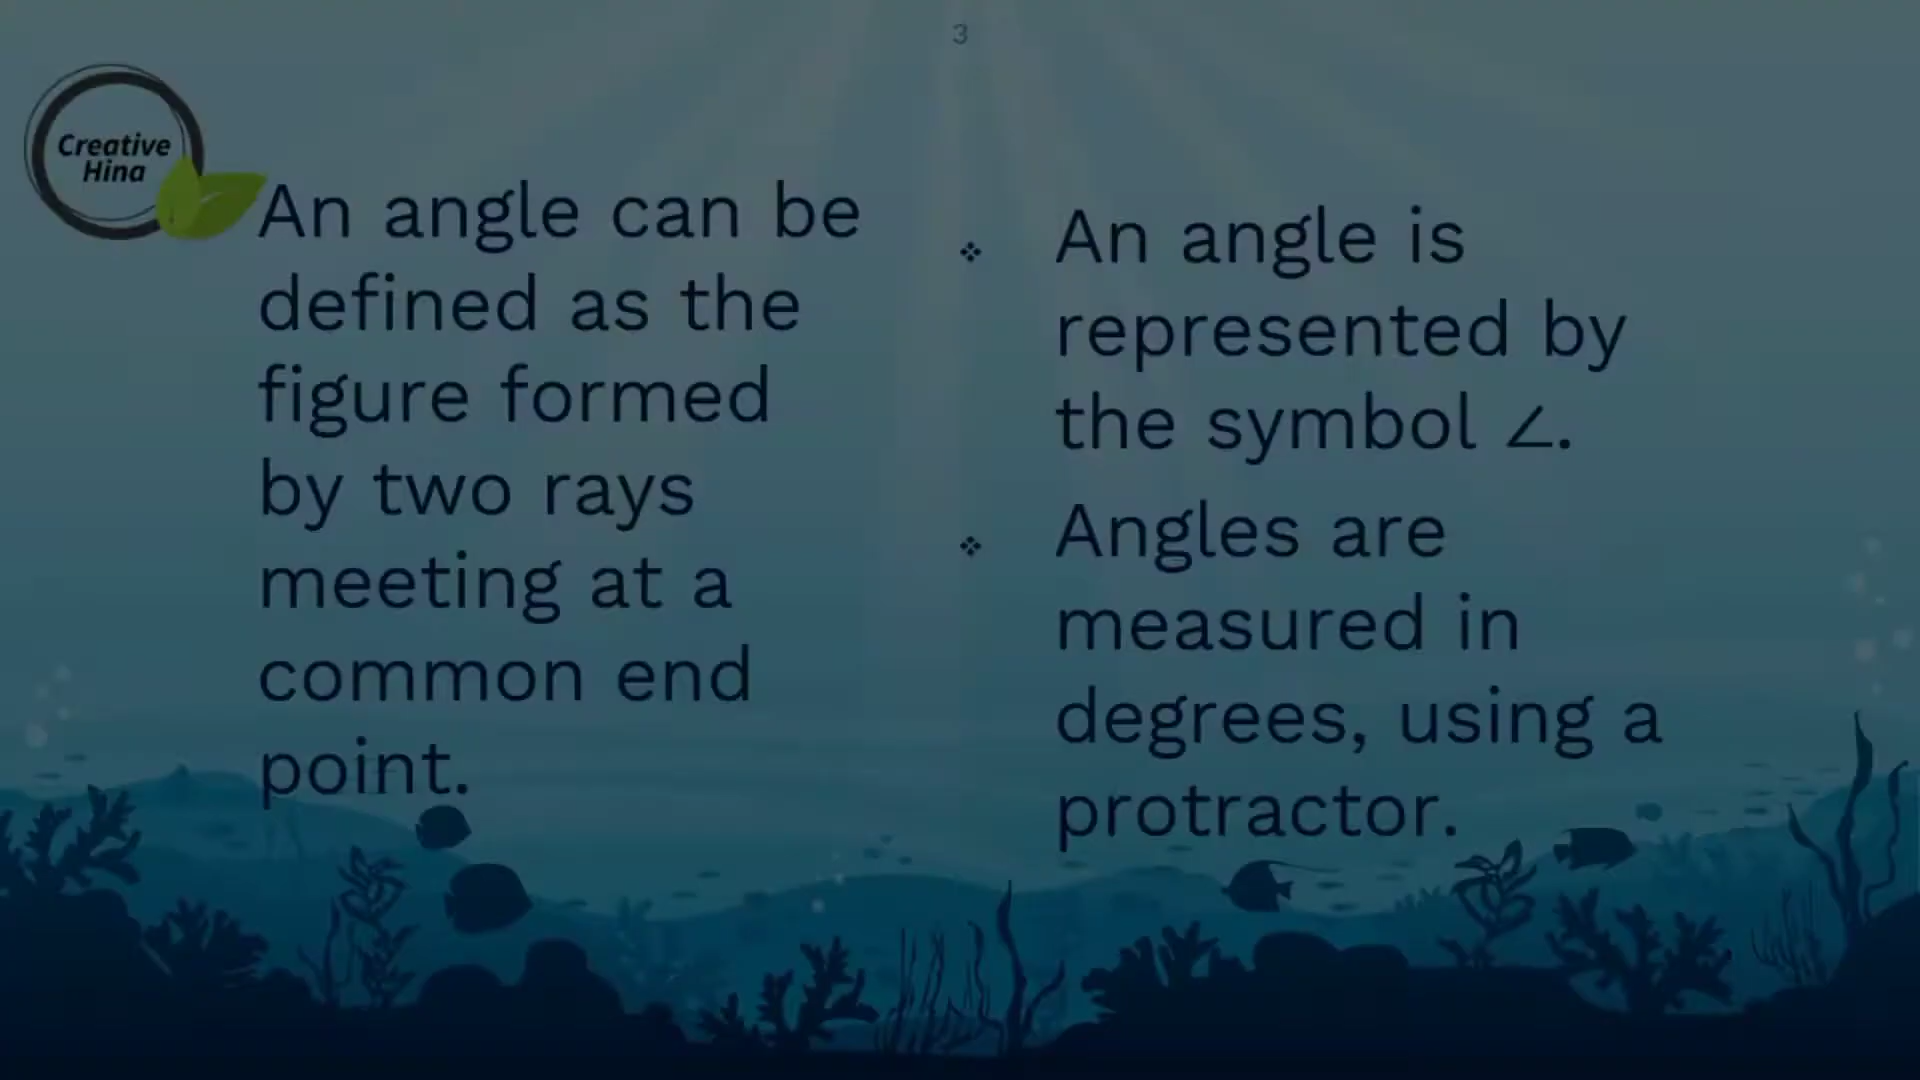 3
Creative
Hina
An angle can be
defined as the
figure formed
by two rays
meeting at a
common end
point.
❖ An angle is
represented by
the symbol ∠.
❖ Angles are
measured in
degrees, using a
protractor.